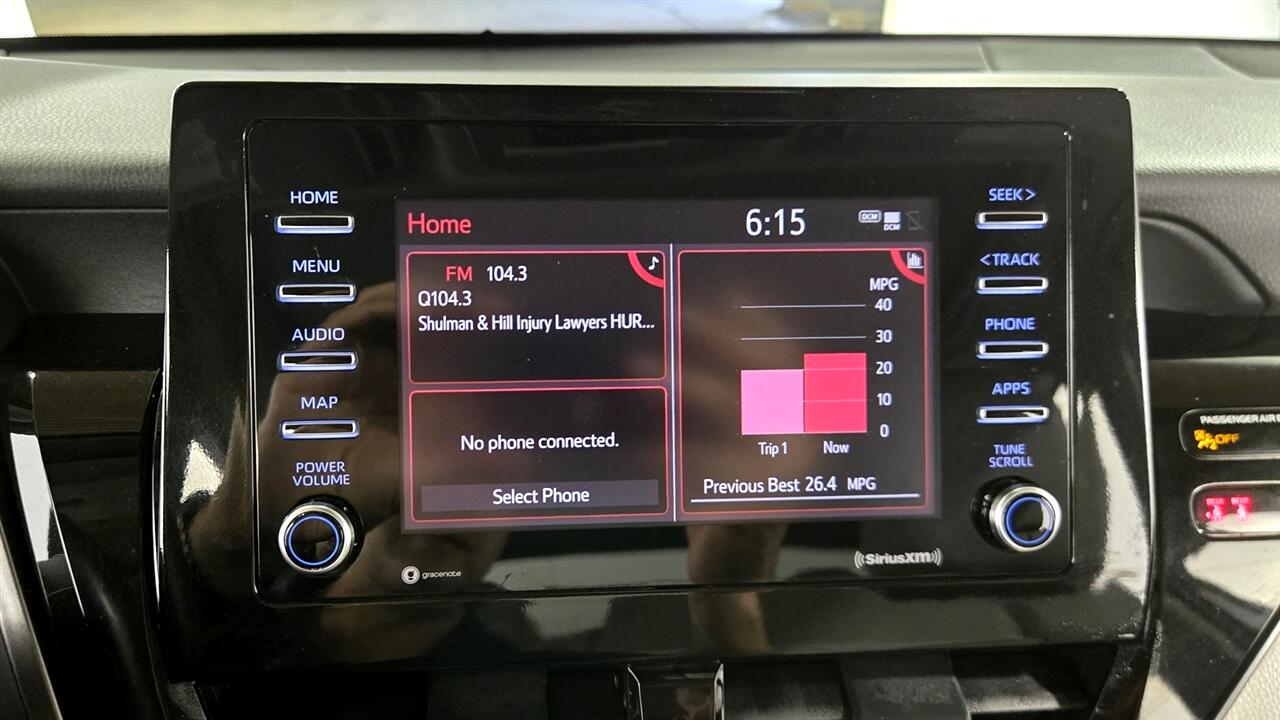 HOME
MENU
AUDIO
MAP
POWER
VOLUME
Home
6:15
DCM
DCM
FM 104.3
Q104.3
Shulman & Hill Injury Lawyers HUR...
No phone connected.
Select Phone
MPG
40
30
20
10
0
Trip 1 Now
Previous Best 26.4 MPG
SEEK >
< TRACK
PHONE
APPS
TUNE
SCROLL
gracenote
((SiriusXM))
PASSENGER AIR
OFF